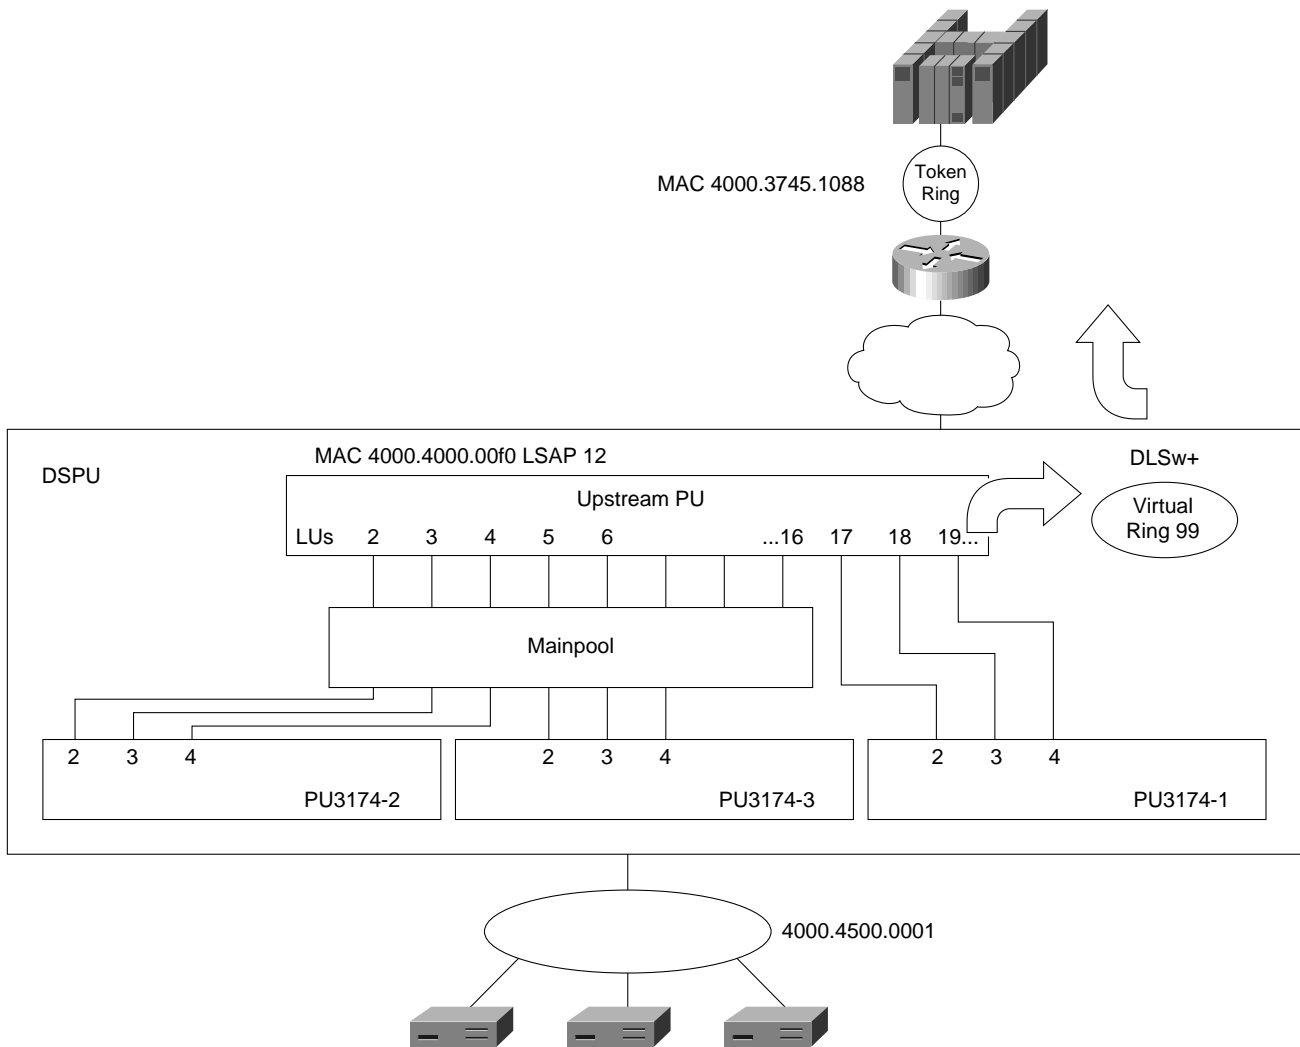 Token
Ring
MAC 4000.3745.1088
DSPU
MAC 4000.4000.00f0 LSAP 12
DLSw+
Upstream PU
Virtual
Ring 99
LUs 2 3 4 5 6 ...16 17 18 19...
Mainpool
2 3 4
2 3 4
2 3 4
PU3174-2
PU3174-3
PU3174-1
4000.4500.0001